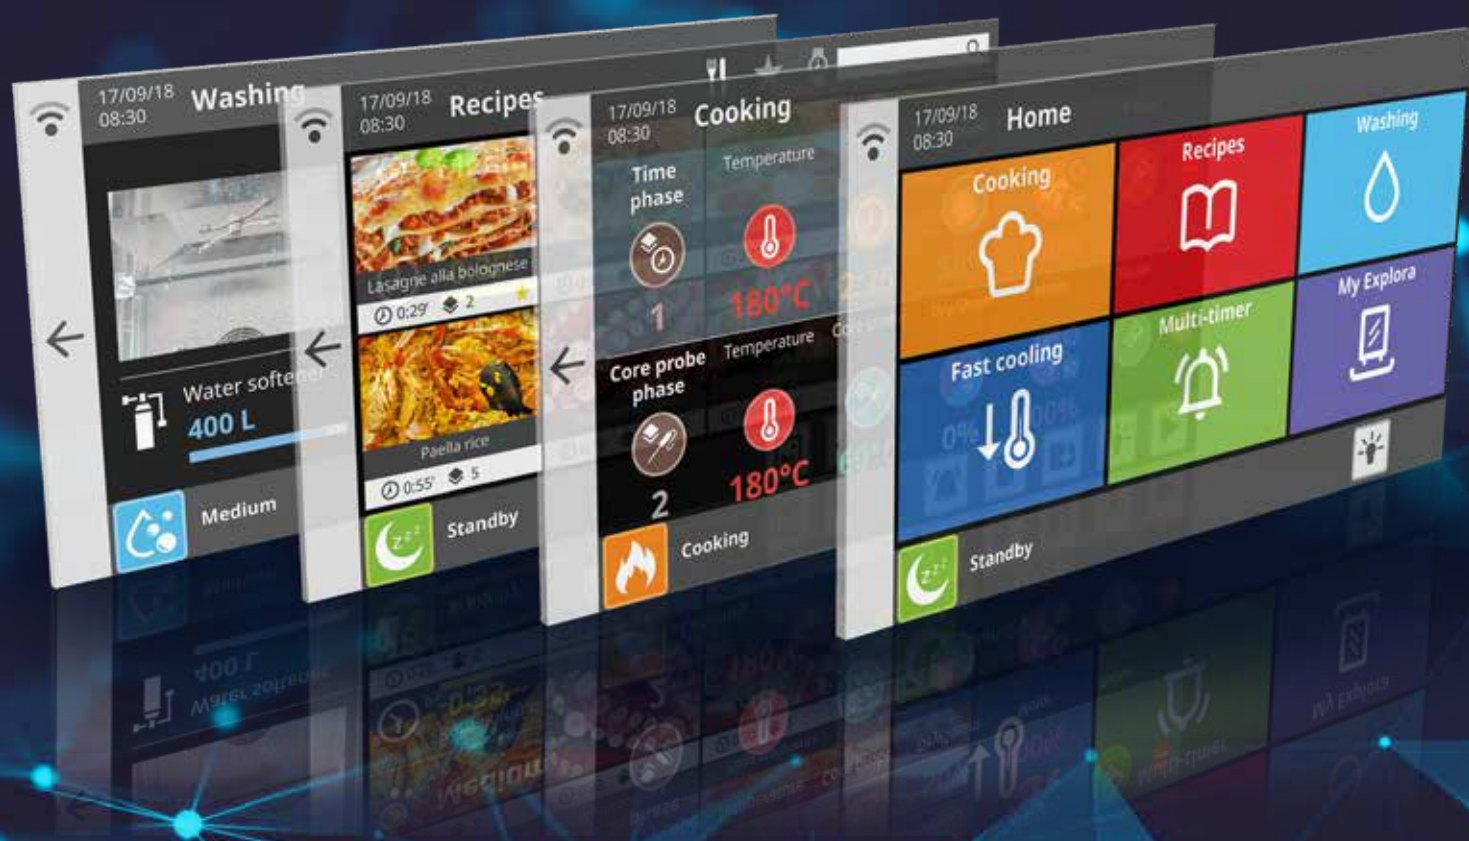 17/09/18
08:30
Washing
Water softener
400 L
Medium
17/09/18
08:30
Recipes
Lasagne alla bolognese
0:29'
2
Paella rice
0:55'
5
Standby
17/09/18
08:30
Cooking
Time
phase
1
Temperature
180°C
Core probe
phase
2
Temperature
180°C
Cooking
17/09/18
08:30
Home
Cooking
Recipes
Washing
Fast cooling
Multi-timer
My Explora
0%
Standby